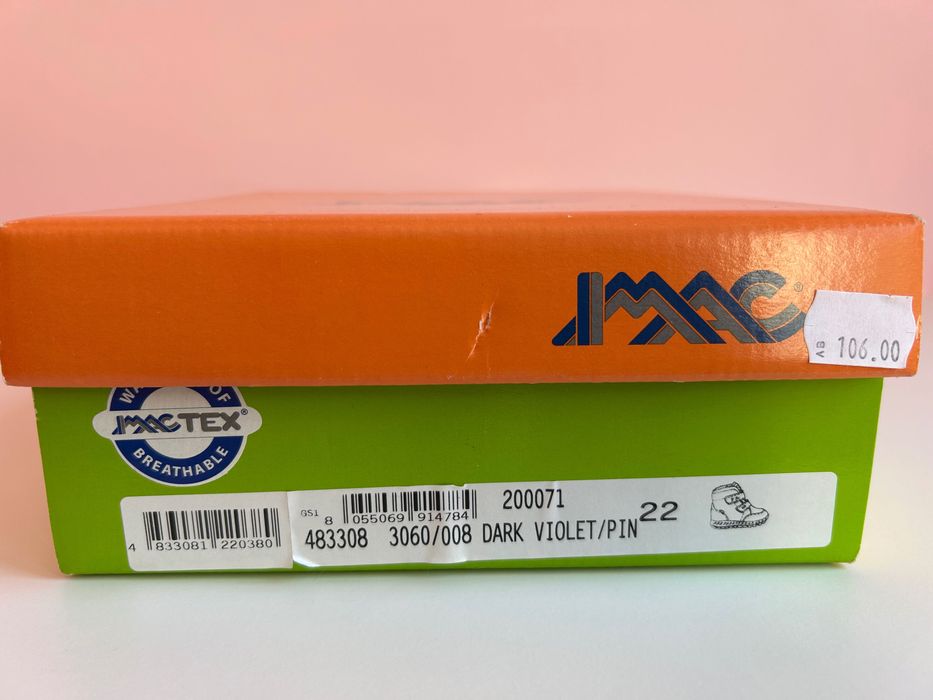 IMAC®
AB 106.00
IMACTEX®
BREATHABLE
4 833081 220380
GS1
8 055069 914784
200071
483308 3060/008 DARK VIOLET/PIN
22